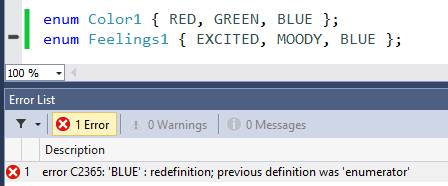 enum Color1 { RED, GREEN, BLUE };
enum Feelings1 { EXCITED, MOODY, BLUE };
100 %
Error List
1 Error 0 Warnings 0 Messages
Description
1 error C2365: 'BLUE' : redefinition; previous definition was 'enumerator'